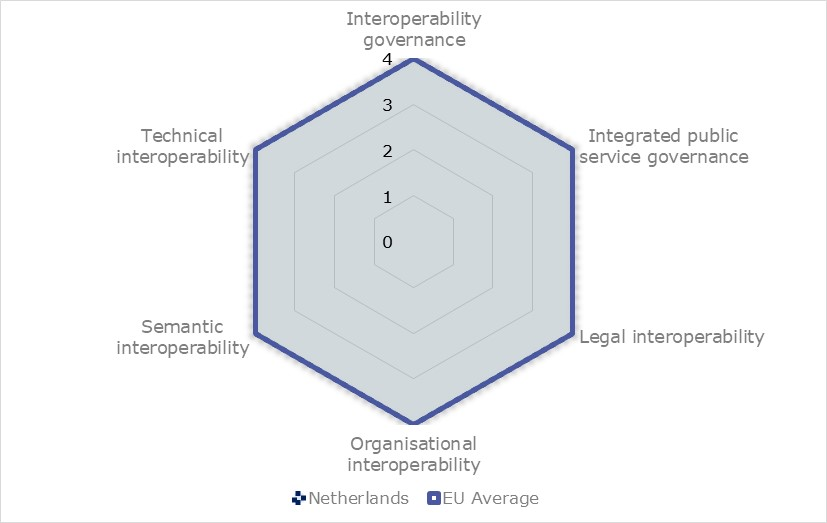 Interoperability
governance
4
3
2
1
0
Technical
interoperability
Integrated public
service governance
Semantic
interoperability
Legal interoperability
Organisational
interoperability
Netherlands EU Average